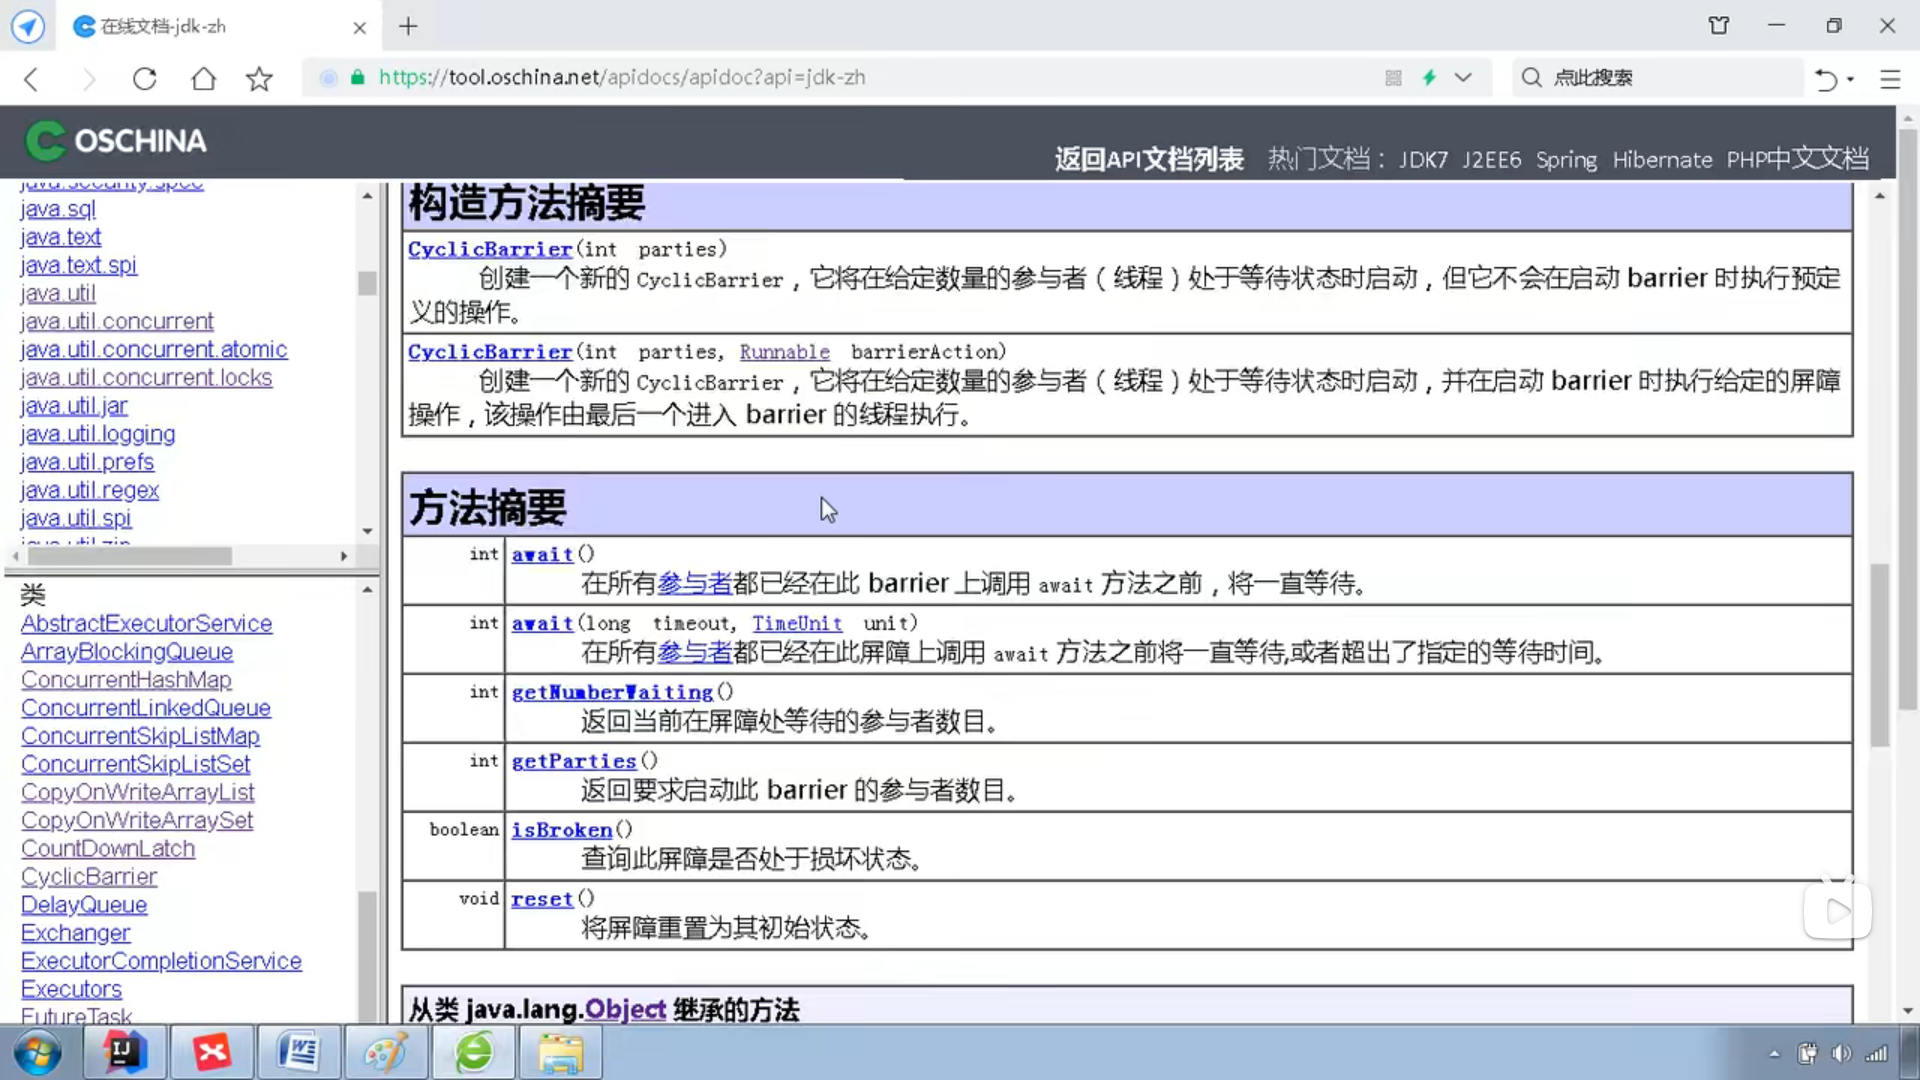 在线文档-jdk-zh
https://tool.oschina.net/apidocs/apidoc?api=jdk-zh
点此搜索
OSCHINA
返回API文档列表 热门文档： JDK7 J2EE6 Spring Hibernate PHP中文文档
java.security.spec
java.sql
java.text
java.text.spi
java.util
java.util.concurrent
java.util.concurrent.atomic
java.util.concurrent.locks
java.util.jar
java.util.logging
java.util.prefs
java.util.regex
java.util.spi
java.util.zip
类
AbstractExecutorService
ArrayBlockingQueue
ConcurrentHashMap
ConcurrentLinkedQueue
ConcurrentSkipListMap
ConcurrentSkipListSet
CopyOnWriteArrayList
CopyOnWriteArraySet
CountDownLatch
CyclicBarrier
DelayQueue
Exchanger
ExecutorCompletionService
Executors
FutureTask
构造方法摘要
CyclicBarrier(int parties)
创建一个新的 CyclicBarrier，它将在给定数量的参与者（线程）处于等待状态时启动，但它不会在启动 barrier 时执行预定
义的操作。
CyclicBarrier(int parties, Runnable barrierAction)
创建一个新的 CyclicBarrier，它将在给定数量的参与者（线程）处于等待状态时启动，并在启动 barrier 时执行给定的屏障
操作，该操作由最后一个进入 barrier 的线程执行。
方法摘要
int await()
在所有参与者都已经在此 barrier 上调用 await 方法之前，将一直等待。
int await(long timeout, TimeUnit unit)
在所有参与者都已经在此屏障上调用 await 方法之前将一直等待,或者超出了指定的等待时间。
int getNumberWaiting()
返回当前在屏障处等待的参与者数目。
int getParties()
返回要求启动此 barrier 的参与者数目。
boolean isBroken()
查询此屏障是否处于损坏状态。
void reset()
将屏障重置为其初始状态。
从类 java.lang.Object 继承的方法